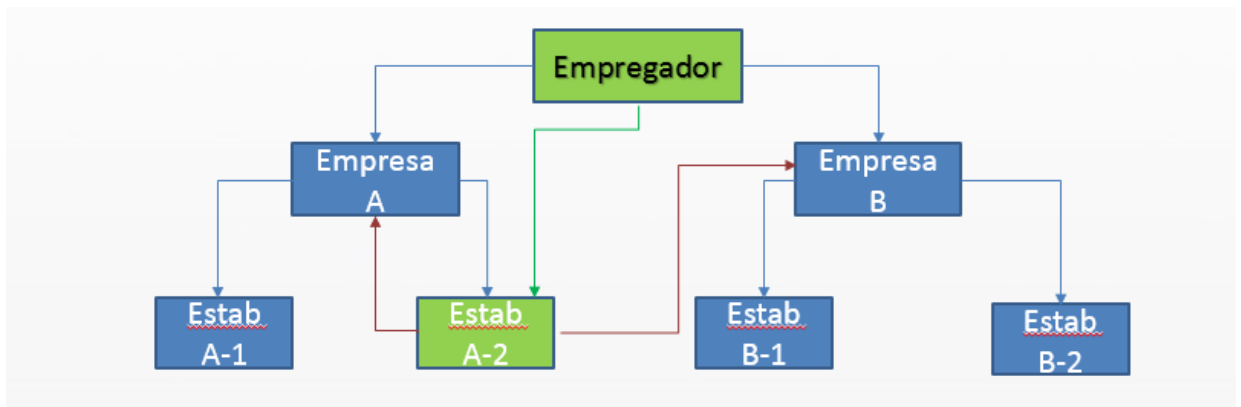 Empregador
Empresa
A
Empresa
B
Estab
A-1
Estab
A-2
Estab
B-1
Estab
B-2